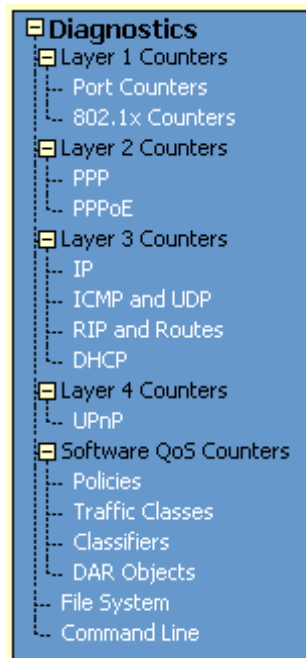 Diagnostics
Layer 1 Counters
Port Counters
802.1x Counters
Layer 2 Counters
PPP
PPPoE
Layer 3 Counters
IP
ICMP and UDP
RIP and Routes
DHCP
Layer 4 Counters
UPnP
Software QoS Counters
Policies
Traffic Classes
Classifiers
DAR Objects
File System
Command Line